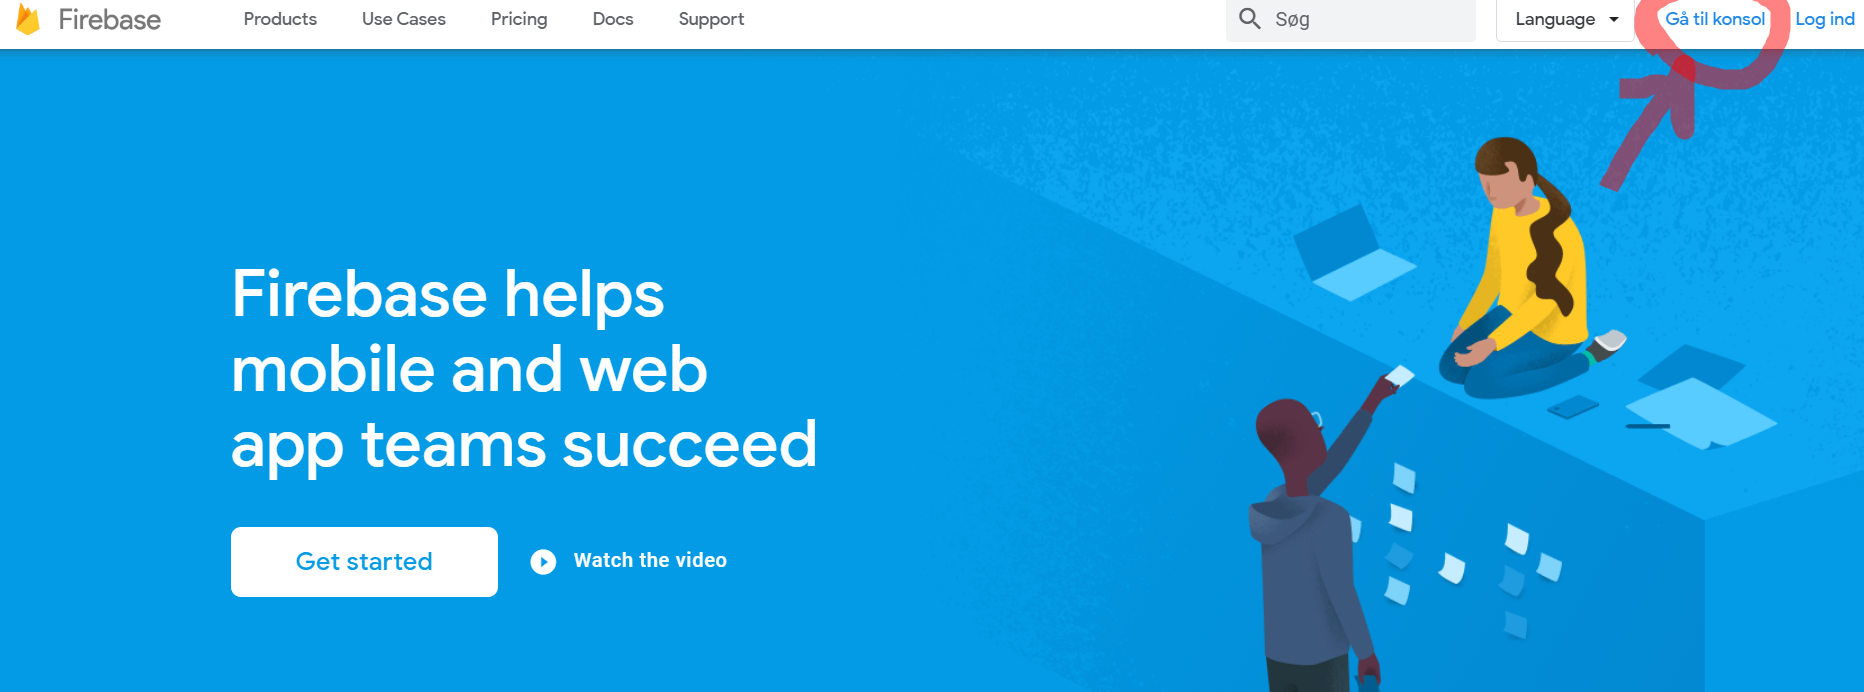 Firebase
Products
Use Cases
Pricing
Docs
Support
Søg
Language
Gå til konsol
Log ind
Firebase helps
mobile and web
app teams succeed
Get started
Watch the video